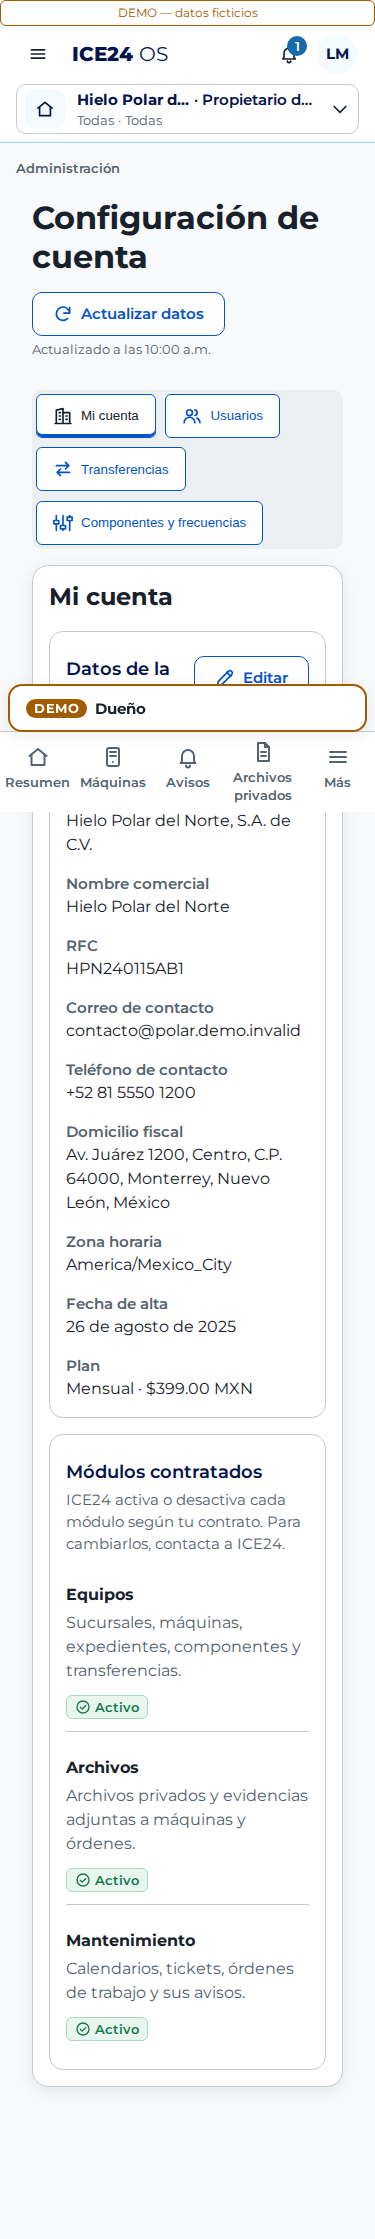 DEMO — datos ficticios
ICE24 OS
1
LM
Hielo Polar d... · Propietario d...
Todas · Todas
Administración
Configuración de
cuenta
Actualizar datos
Actualizado a las 10:00 a.m.
Mi cuenta
Usuarios
Transferencias
Componentes y frecuencias
Mi cuenta
Datos de la
Editar
DEMO Dueño
Resumen
Máquinas
Avisos
Archivos
privados
Más
Hielo Polar del Norte, S.A. de
C.V.
Nombre comercial
Hielo Polar del Norte
RFC
HPN240115AB1
Correo de contacto
contacto@polar.demo.invalid
Teléfono de contacto
+52 81 5550 1200
Domicilio fiscal
Av. Juárez 1200, Centro, C.P.
64000, Monterrey, Nuevo
León, México
Zona horaria
America/Mexico_City
Fecha de alta
26 de agosto de 2025
Plan
Mensual · $399.00 MXN
Módulos contratados
ICE24 activa o desactiva cada
módulo según tu contrato. Para
cambiarlos, contacta a ICE24.
Equipos
Sucursales, máquinas,
expedientes, componentes y
transferencias.
Activo
Archivos
Archivos privados y evidencias
adjuntas a máquinas y
órdenes.
Activo
Mantenimiento
Calendarios, tickets, órdenes
de trabajo y sus avisos.
Activo